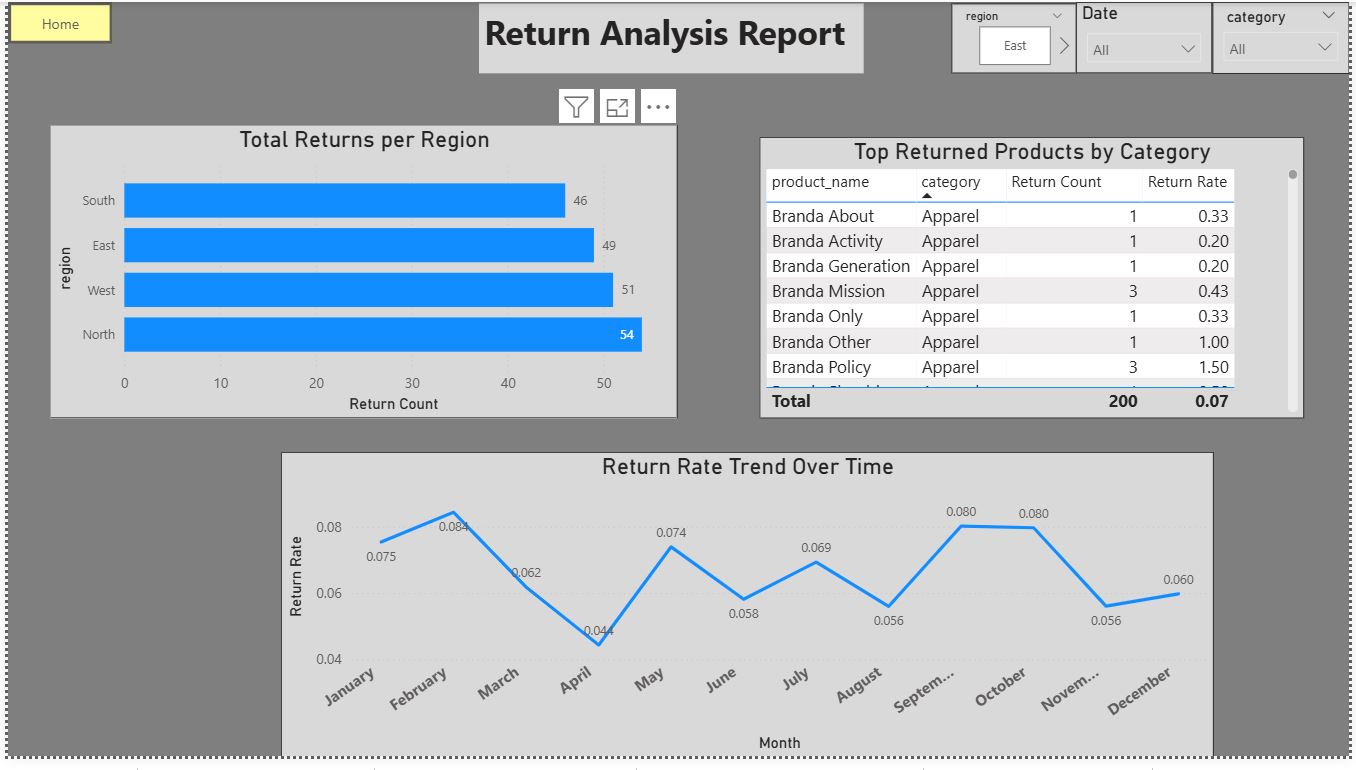 Home
Return Analysis Report
region
East
Date
All
category
All
Total Returns per Region
region
South 46
East 49
West 51
North 54
0 10 20 30 40 50
Return Count
Top Returned Products by Category
product_name category Return Count Return Rate
Branda About Apparel 1 0.33
Branda Activity Apparel 1 0.20
Branda Generation Apparel 1 0.20
Branda Mission Apparel 3 0.43
Branda Only Apparel 1 0.33
Branda Other Apparel 1 1.00
Branda Policy Apparel 3 1.50
Total 200 0.07
Return Rate Trend Over Time
Return Rate
0.08
0.06
0.04
0.075
0.084
0.062
0.044
0.074
0.058
0.069
0.056
0.080
0.080
0.056
0.060
January February March April May June July August Septem... October Novem... December
Month